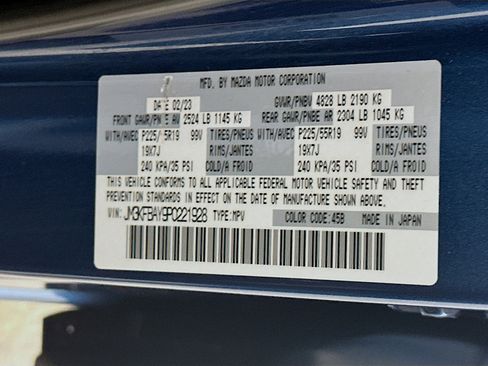 MFD. BY MAZDA MOTOR CORPORATION
DATE 02/23 GVWR/PNBV 4828 LB 2190 KG
FRONT GAWR/PNBE AV 2524 LB 1145 KG REAR GAWR/PNBE AR 2304 LB 1045 KG
WITH/AVEC P225/55R19 99V TIRES/PNEUS WITH/AVEC P225/55R19 99V TIRES/PNEUS
19X7J RIMS/JANTES 19X7J RIMS/JANTES
240 KPA/35 PSI COLD/A FROID 240 KPA/35 PSI COLD/A FROID
THIS VEHICLE CONFORMS TO ALL APPLICABLE FEDERAL MOTOR VEHICLE SAFETY AND THEFT
PREVENTION STANDARDS IN EFFECT ON THE DATE OF MANUFACTURE SHOWN ABOVE.
VIN: JM3KFBAY9P0221928 TYPE:MPV COLOR CODE:45B MADE IN JAPAN